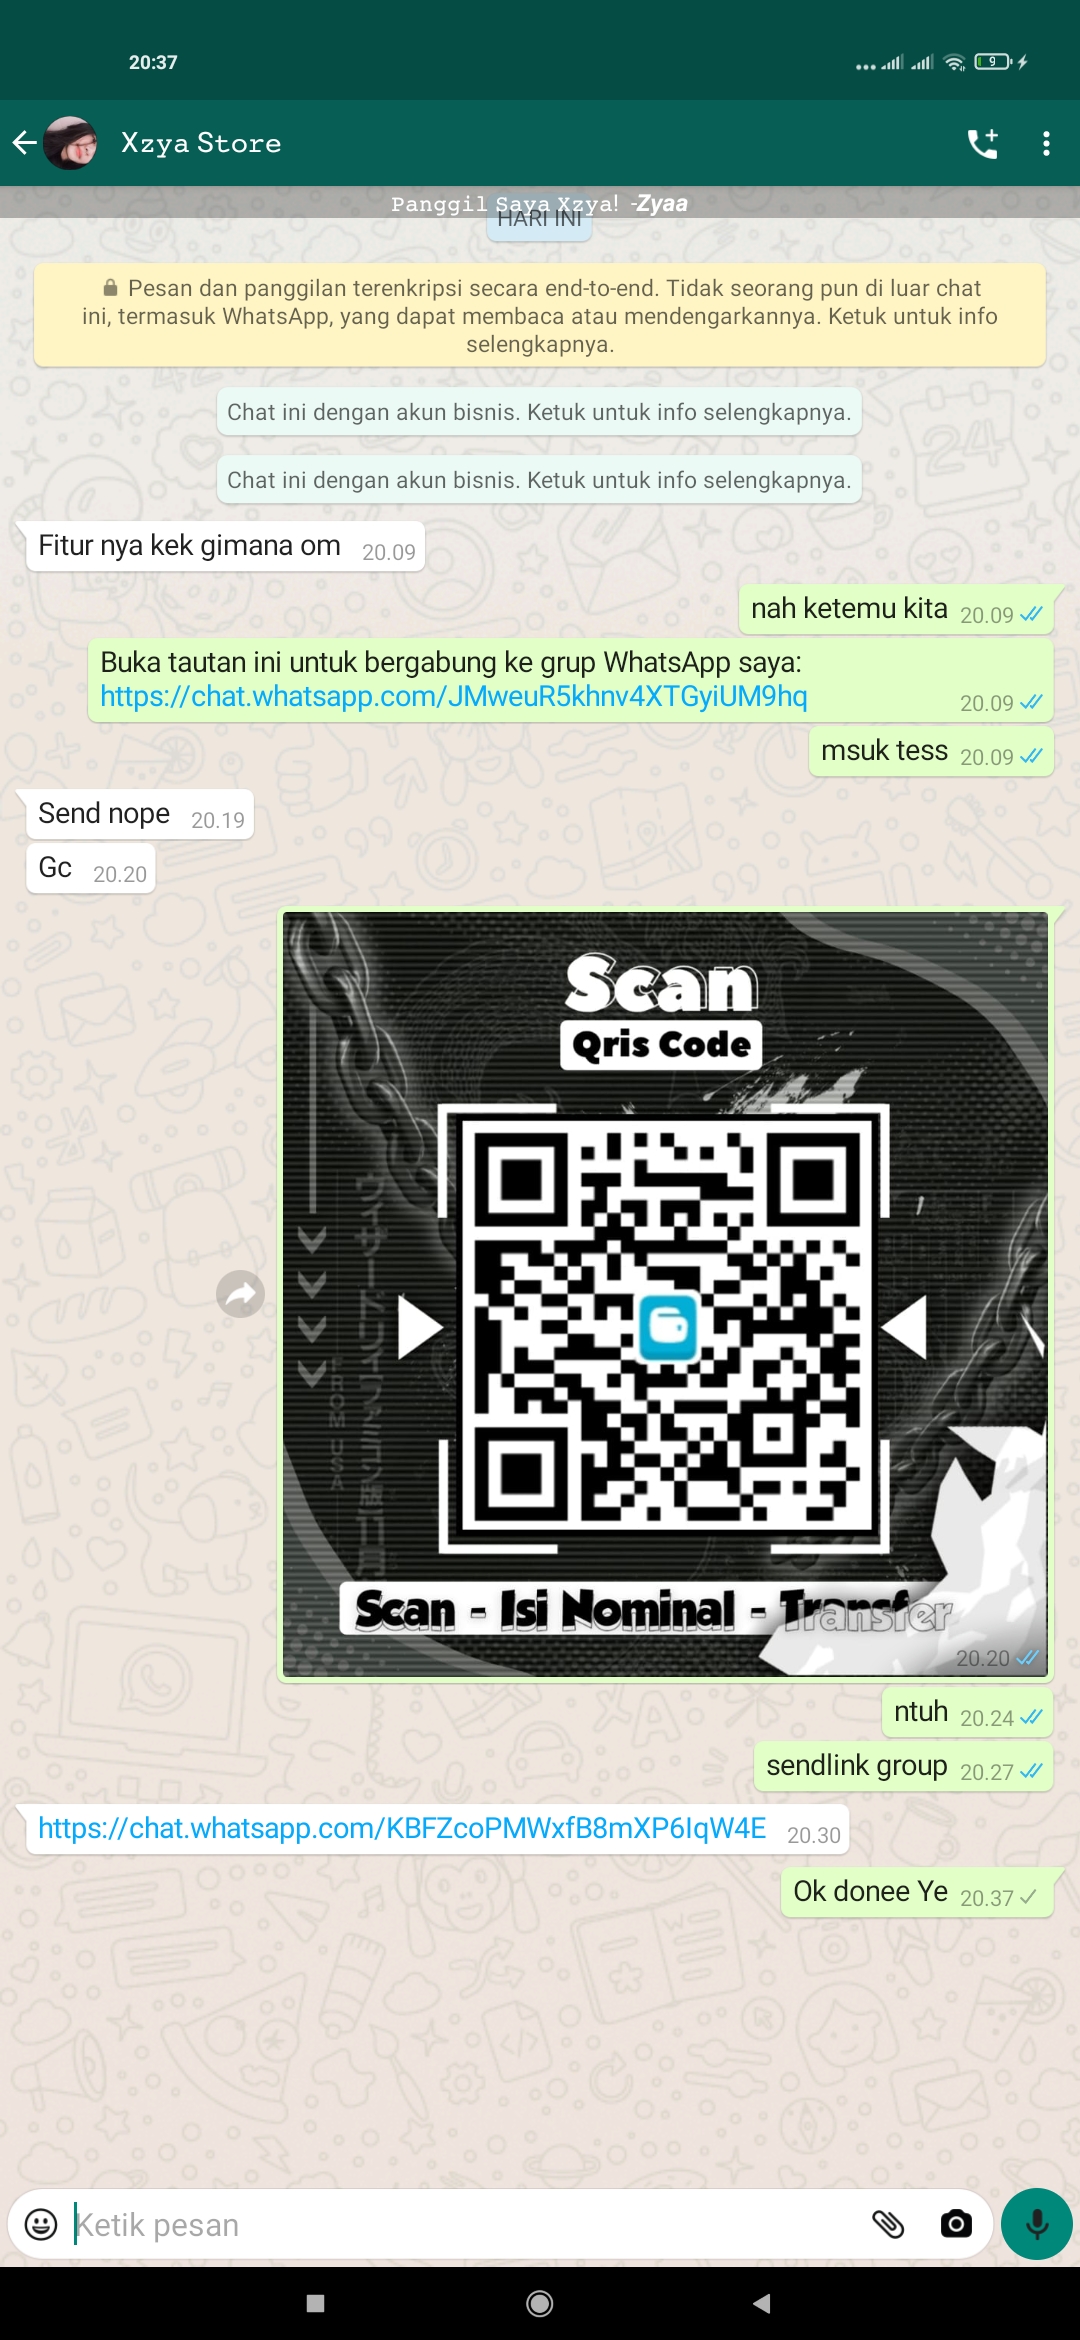 20:37
9
Xzya Store
Panggil Saya Xzya! -Zyaa
HARI INI
Pesan dan panggilan terenkripsi secara end-to-end. Tidak seorang pun di luar chat
ini, termasuk WhatsApp, yang dapat membaca atau mendengarkannya. Ketuk untuk info
selengkapnya.
Chat ini dengan akun bisnis. Ketuk untuk info selengkapnya.
Chat ini dengan akun bisnis. Ketuk untuk info selengkapnya.
Fitur nya kek gimana om 20.09
nah ketemu kita 20.09
Buka tautan ini untuk bergabung ke grup WhatsApp saya:
https://chat.whatsapp.com/JMweuR5khnv4XTGyiUM9hq 20.09
msuk tess 20.09
Send nope 20.19
Gc 20.20
Scan
Qris Code
Scan - Isi Nominal - Transfer
20.20
ntuh 20.24
sendlink group 20.27
https://chat.whatsapp.com/KBFZcoPMWxfB8mXP6IqW4E 20.30
Ok donee Ye 20.37
Ketik pesan